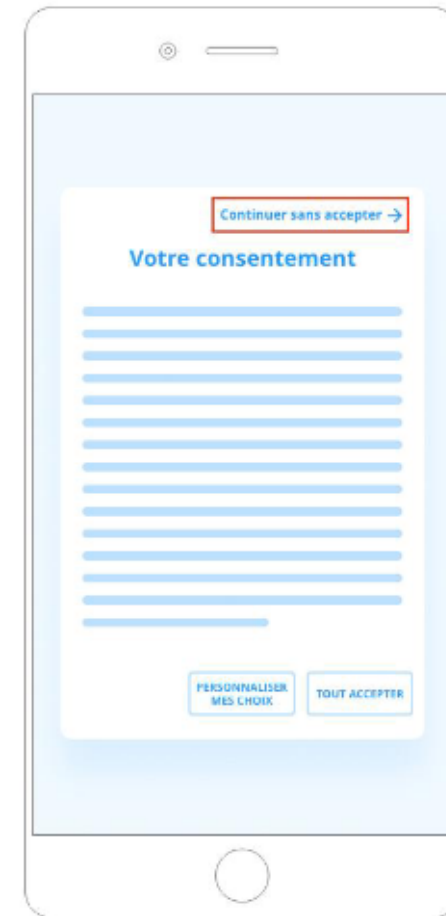 Continuer sans accepter →
Votre consentement
PERSONNALISER
MES CHOIX
TOUT ACCEPTER